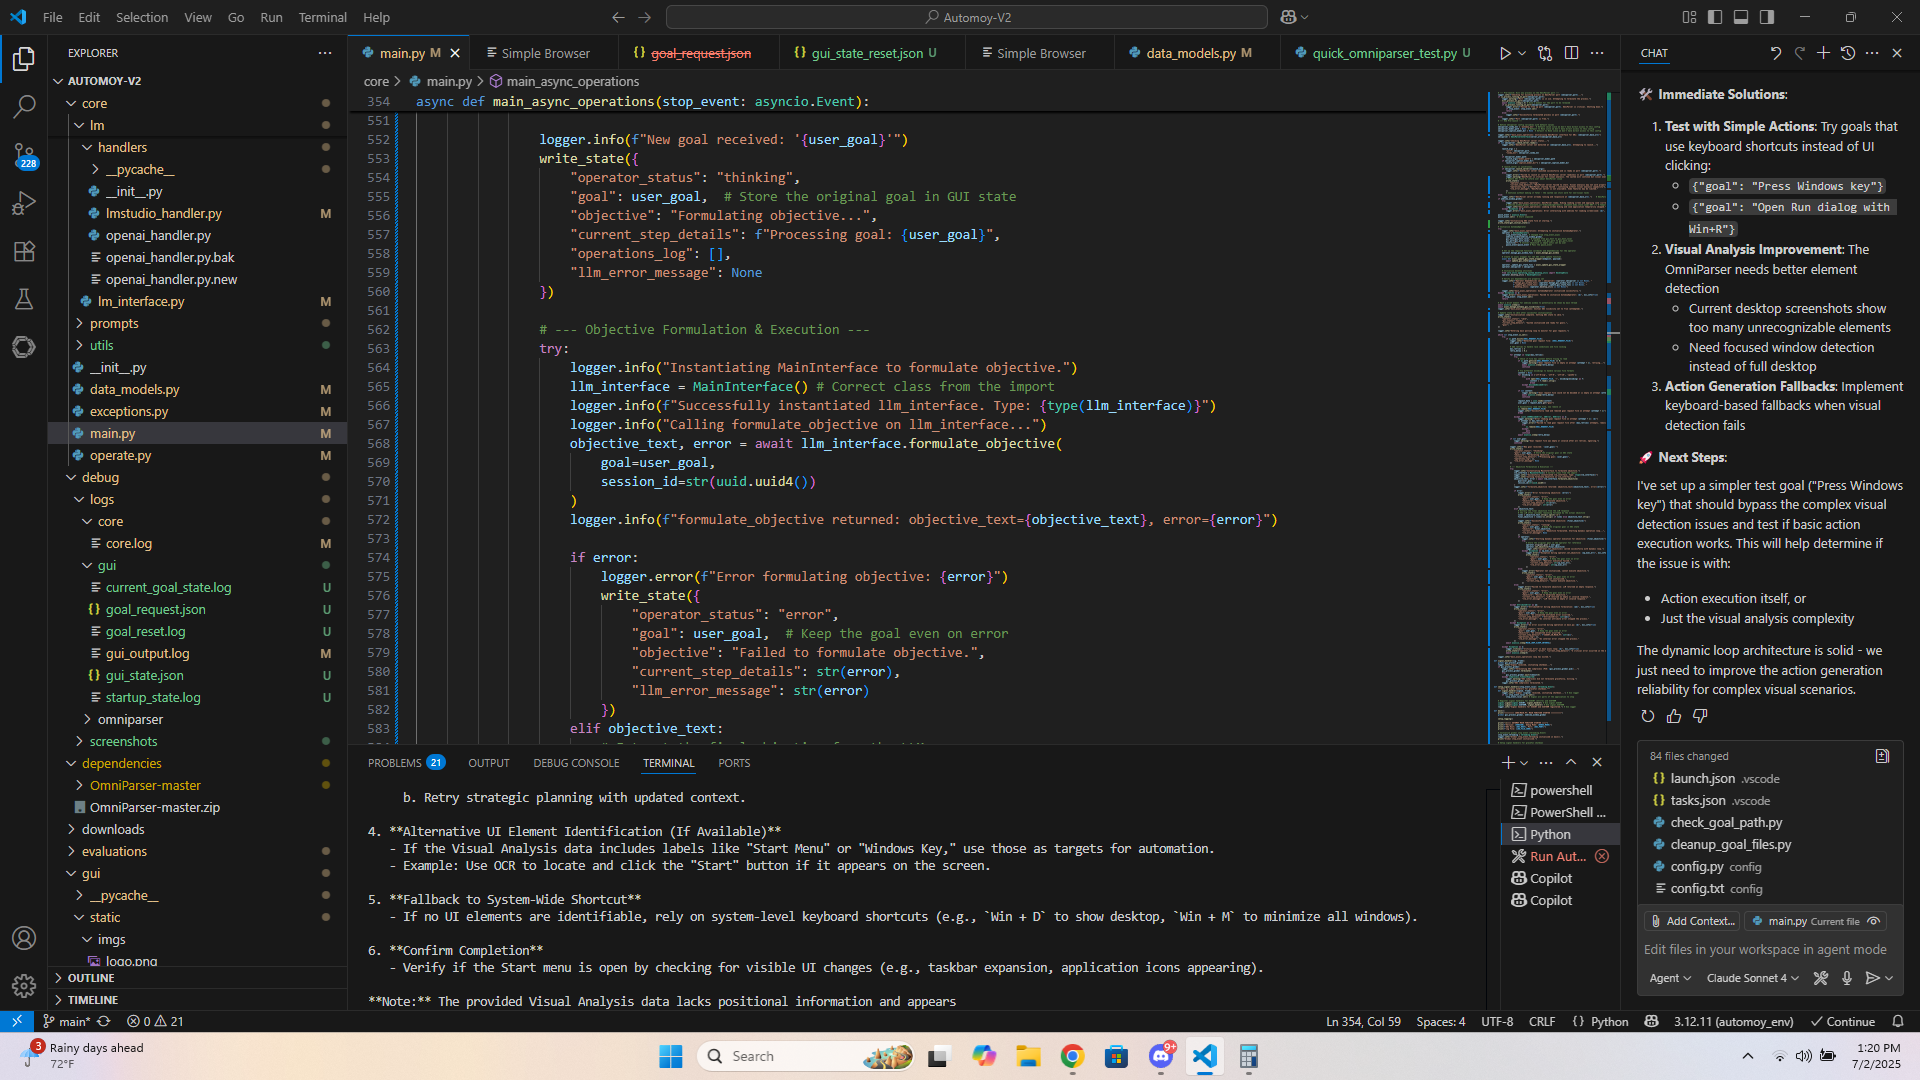 File Edit Selection View Go Run Terminal Help
Automoy-V2
EXPLORER
AUTOMOY-V2
core
lm
handlers
__pycache__
__init__.py
lmstudio_handler.py M
openai_handler.py
openai_handler.py.bak
openai_handler.py.new
lm_interface.py M
prompts
utils
__init__.py
data_models.py M
exceptions.py M
main.py M
operate.py M
debug
logs
core
core.log M
gui
current_goal_state.log U
goal_request.json U
goal_reset.log U
gui_output.log M
gui_state.json U
startup_state.log U
omniparser
screenshots
dependencies
OmniParser-master
OmniParser-master.zip
downloads
evaluations
gui
__pycache__
static
imgs
logo.png
OUTLINE
TIMELINE
228
main.py M
Simple Browser
goal_request.json
gui_state_reset.json U
Simple Browser
data_models.py M
quick_omniparser_test.py U
core > main.py > main_async_operations
354 async def main_async_operations(stop_event: asyncio.Event):
551
552 logger.info(f"New goal received: '{user_goal}'")
553 write_state({
554 "operator_status": "thinking",
555 "goal": user_goal,  # Store the original goal in GUI state
556 "objective": "Formulating objective...",
557 "current_step_details": f"Processing goal: {user_goal}",
558 "operations_log": [],
559 "llm_error_message": None
560 })
561
562 # --- Objective Formulation & Execution ---
563 try:
564 logger.info("Instantiating MainInterface to formulate objective.")
565 llm_interface = MainInterface() # Correct class from the import
566 logger.info(f"Successfully instantiated llm_interface. Type: {type(llm_interface)}")
567 logger.info("Calling formulate_objective on llm_interface...")
568 objective_text, error = await llm_interface.formulate_objective(
569 goal=user_goal,
570 session_id=str(uuid.uuid4())
571 )
572 logger.info(f"formulate_objective returned: objective_text={objective_text}, error={error}")
573
574 if error:
575 logger.error(f"Error formulating objective: {error}")
576 write_state({
577 "operator_status": "error",
578 "goal": user_goal,  # Keep the goal even on error
579 "objective": "Failed to formulate objective.",
580 "current_step_details": str(error),
581 "llm_error_message": str(error)
582 })
583 elif objective_text:
PROBLEMS 21 OUTPUT DEBUG CONSOLE TERMINAL PORTS
b. Retry strategic planning with updated context.
4. **Alternative UI Element Identification (If Available)**
- If the Visual Analysis data includes labels like "Start Menu" or "Windows Key," use those as targets for automation.
- Example: Use OCR to locate and click the "Start" button if it appears on the screen.
5. **Fallback to System-Wide Shortcut**
- If no UI elements are identifiable, rely on system-level keyboard shortcuts (e.g., `Win + D` to show desktop, `Win + M` to minimize all windows).
6. **Confirm Completion**
- Verify if the Start menu is open by checking for visible UI changes (e.g., taskbar expansion, application icons appearing).
**Note:** The provided Visual Analysis data lacks positional information and appears
powershell
PowerShell ...
Python
Run Aut...
Copilot
Copilot
CHAT
🛠 Immediate Solutions:
1. Test with Simple Actions: Try goals that
use keyboard shortcuts instead of UI
clicking:
{"goal": "Press Windows key"}
{"goal": "Open Run dialog with
Win+R"}
2. Visual Analysis Improvement: The
OmniParser needs better element
detection
Current desktop screenshots show
too many unrecognizable elements
Need focused window detection
instead of full desktop
3. Action Generation Fallbacks: Implement
keyboard-based fallbacks when visual
detection fails
🚀 Next Steps:
I've set up a simpler test goal ("Press Windows
key") that should bypass the complex visual
detection issues and test if basic action
execution works. This will help determine if
the issue is with:
• Action execution itself, or
• Just the visual analysis complexity
The dynamic loop architecture is solid - we
just need to improve the action generation
reliability for complex visual scenarios.
84 files changed
launch.json .vscode
tasks.json .vscode
check_goal_path.py
cleanup_goal_files.py
config.py config
config.txt config
Add Context... main.py Current file
Edit files in your workspace in agent mode
Agent Claude Sonnet 4
main* 0 21
Ln 354, Col 59 Spaces: 4 UTF-8 CRLF {} Python 3.12.11 (automoy_env) Continue
3
Rainy days ahead
72°F
Search
9+
1:20 PM
7/2/2025